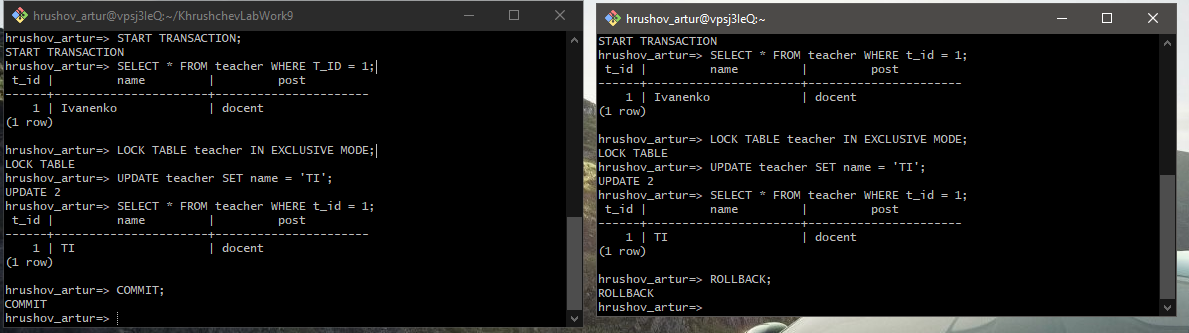 hrushov_artur@vpsj3leQ:~/KhrushchevLabWork9
hrushov_artur=> START TRANSACTION;
START TRANSACTION
hrushov_artur=> SELECT * FROM teacher WHERE T_ID = 1;
t_id | name | post
------+----------------------+----------------------
1 | Ivanenko | docent
(1 row)
hrushov_artur=> LOCK TABLE teacher IN EXCLUSIVE MODE;
LOCK TABLE
hrushov_artur=> UPDATE teacher SET name = 'TI';
UPDATE 2
hrushov_artur=> SELECT * FROM teacher WHERE t_id = 1;
t_id | name | post
------+----------------------+----------------------
1 | TI | docent
(1 row)
hrushov_artur=> COMMIT;
COMMIT
hrushov_artur=>
hrushov_artur@vpsj3leQ:~
START TRANSACTION
hrushov_artur=> SELECT * FROM teacher WHERE t_id = 1;
t_id | name | post
------+----------------------+----------------------
1 | Ivanenko | docent
(1 row)
hrushov_artur=> LOCK TABLE teacher IN EXCLUSIVE MODE;
LOCK TABLE
hrushov_artur=> UPDATE teacher SET name = 'TI';
UPDATE 2
hrushov_artur=> SELECT * FROM teacher WHERE t_id = 1;
t_id | name | post
------+----------------------+----------------------
1 | TI | docent
(1 row)
hrushov_artur=> ROLLBACK;
ROLLBACK
hrushov_artur=>